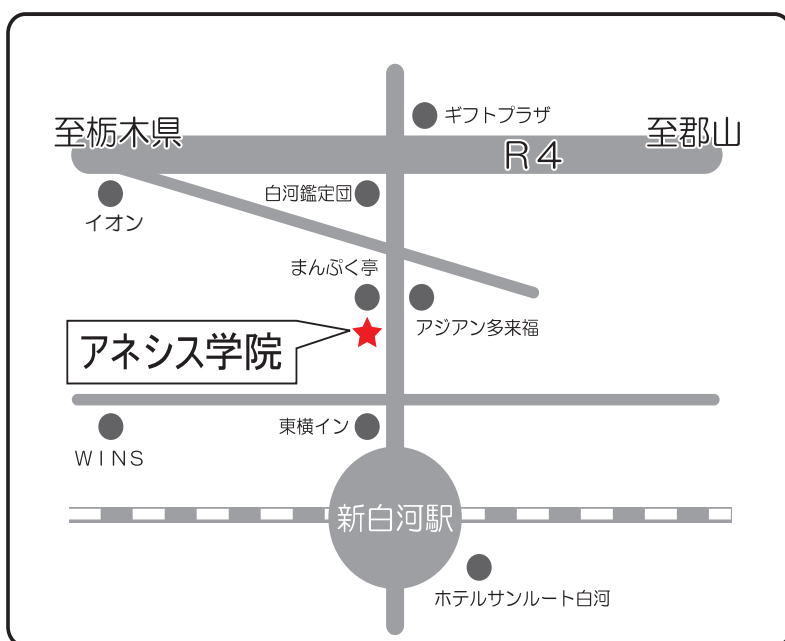 ギフトプラザ
至栃木県
至郡山
R4
白河鑑定団
イオン
まんぷく亭
アジアン多来福
アネシス学院
東横イン
WINS
新白河駅
ホテルサンルート白河